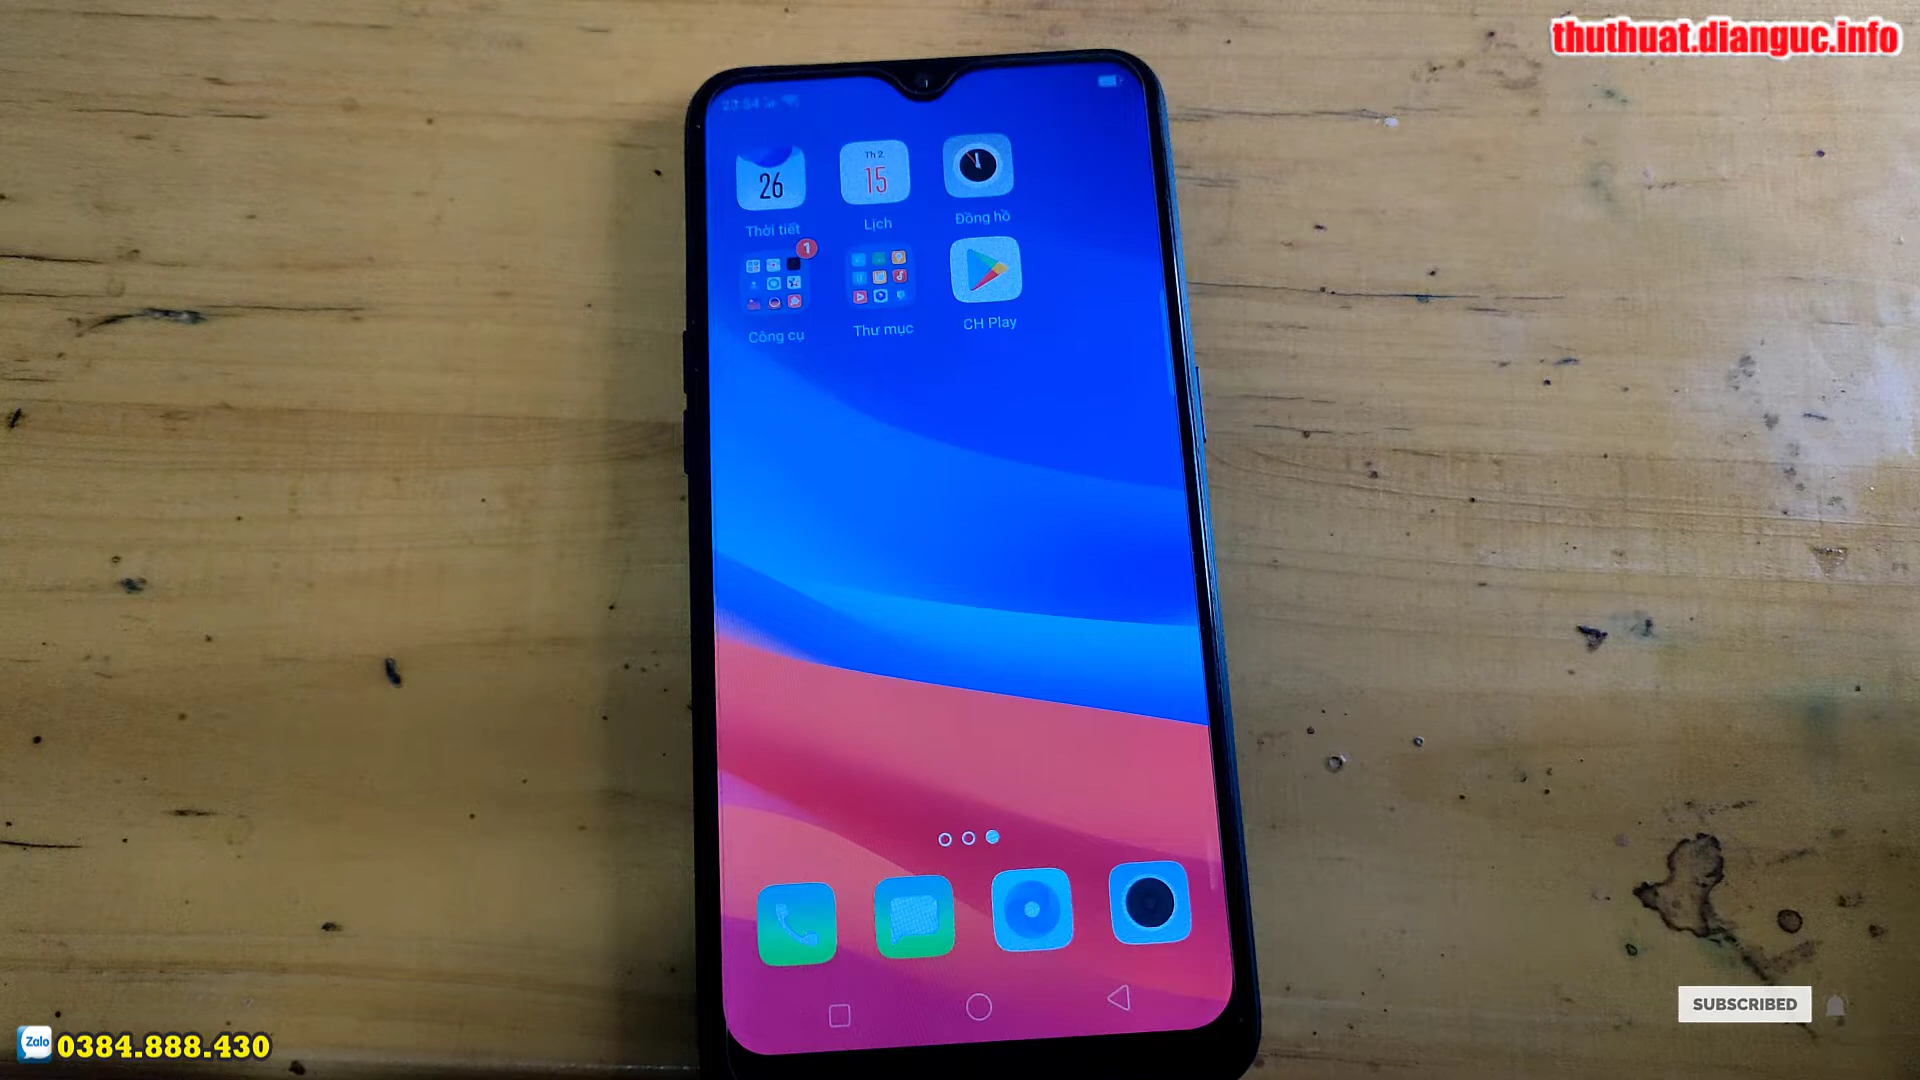 thuthuat.dianguc.info
26
Th 2
15
Thời tiết
Lịch
Đồng hồ
1
Công cụ
Thư mục
CH Play
SUBSCRIBED
Zalo
0384.888.430